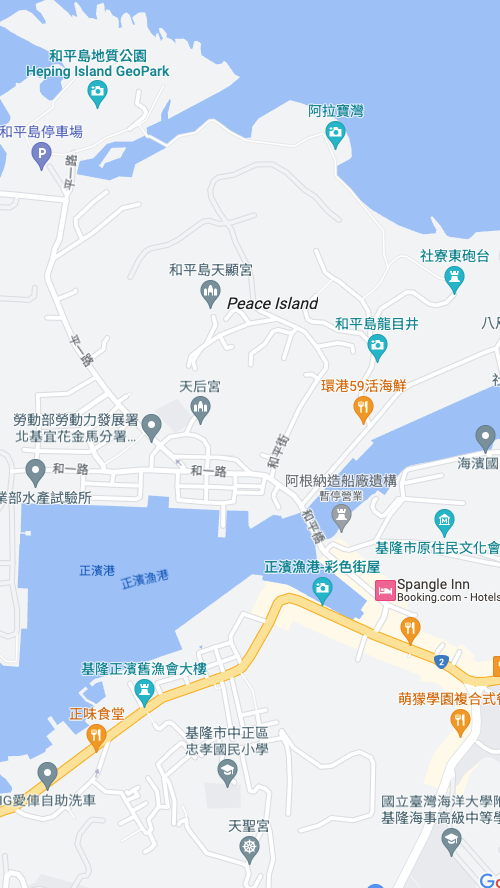 和平島地質公園
Heping Island GeoPark
阿拉寶灣
和平島停車場
P
平一路
社寮東砲台
和平島天顯宮
Peace Island
和平島龍目井
平一路
環港59活海鮮
天后宮
勞動部勞動力發展署
北基宜花金馬分署...
和平街
海濱國
和一路
和一路
業部水產試驗所
阿根納造船廠遺構
暫停營業
和平橋
基隆市原住民文化會
正濱漁港-彩色街屋
正濱港
正濱漁港
Spangle Inn
Booking.com - Hotels
2
基隆正濱舊漁會大樓
萌獴學園複合式
正味食堂
基隆市中正區
忠孝國民小學
IG愛俥自助洗車
國立臺灣海洋大學附
基隆海事高級中等學
天聖宮